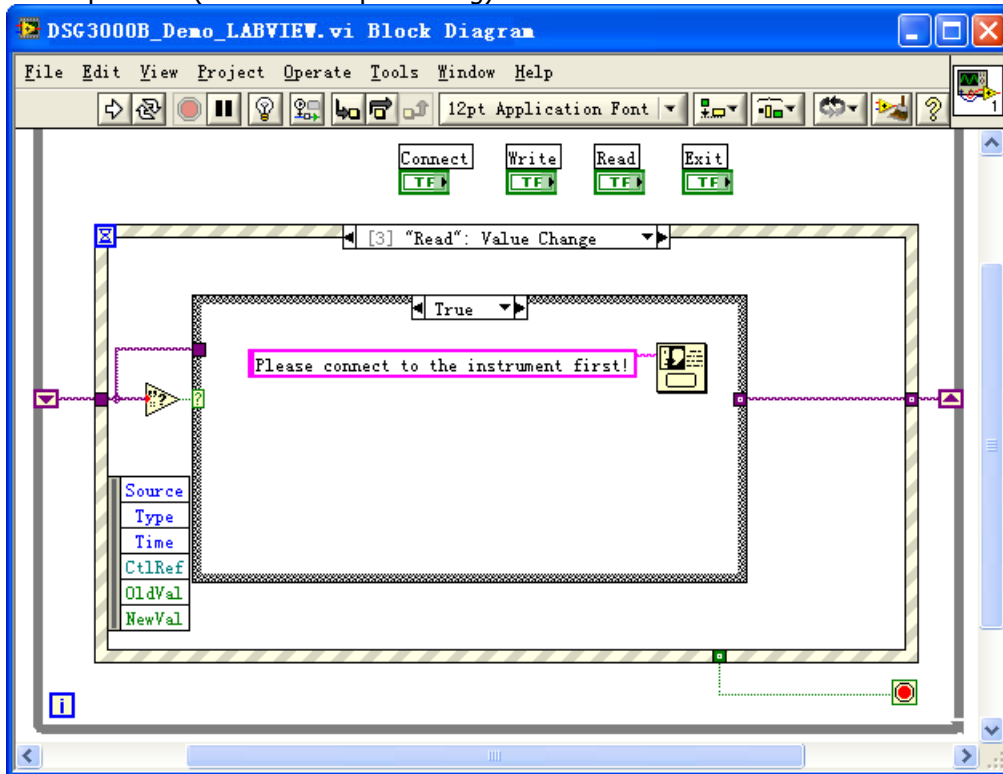 DSG3000B_Demo_LABVIEW.vi Block Diagram
File Edit View Project Operate Tools Window Help
12pt Application Font
?
1
Connect Write Read Exit
TF TF TF TF
[3] "Read": Value Change
True
Please connect to the instrument first!
?
?
Source
Type
Time
CtlRef
OldVal
NewVal
i